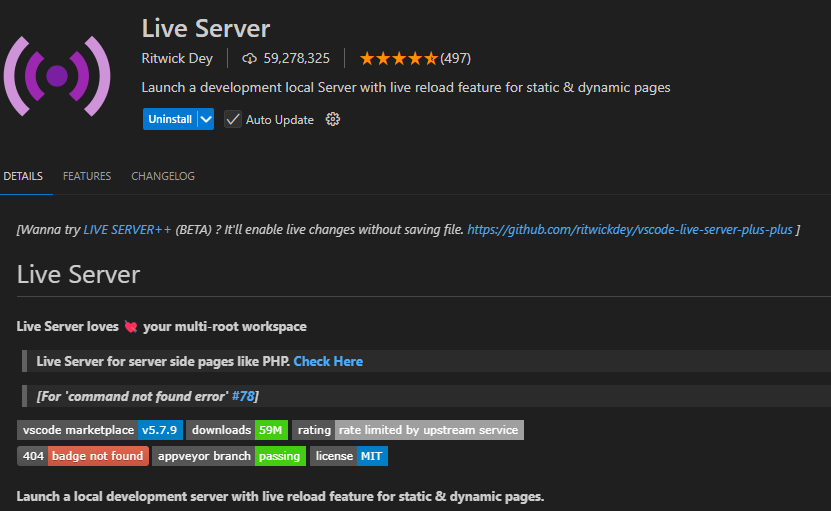 Live Server
Ritwick Dey 59,278,325 (497)
Launch a development local Server with live reload feature for static & dynamic pages
Uninstall Auto Update
DETAILS FEATURES CHANGELOG
[Wanna try LIVE SERVER++ (BETA) ? It'll enable live changes without saving file. https://github.com/ritwickdey/vscode-live-server-plus-plus ]
Live Server
Live Server loves your multi-root workspace
Live Server for server side pages like PHP. Check Here
[For 'command not found error' #78]
vscode marketplace v5.7.9 downloads 59M rating rate limited by upstream service
404 badge not found appveyor branch passing license MIT
Launch a local development server with live reload feature for static & dynamic pages.